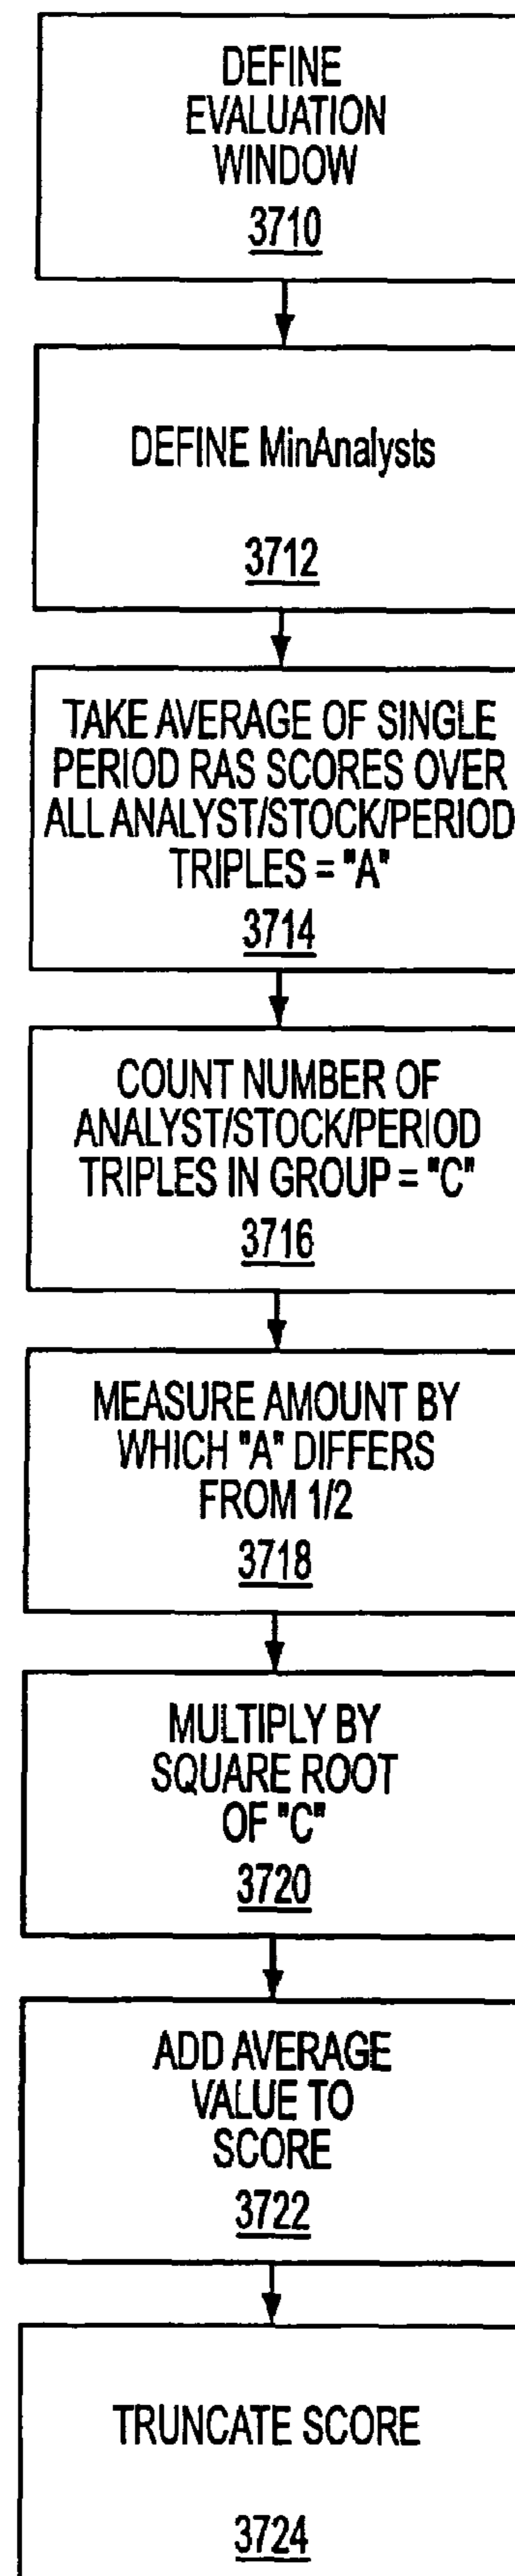 DEFINE
EVALUATION
WINDOW
3710
DEFINE MinAnalysts
3712
TAKE AVERAGE OF SINGLE
PERIOD RAS SCORES OVER
ALL ANALYST/STOCK/PERIOD
TRIPLES = "A"
3714
COUNT NUMBER OF
ANALYST/STOCK/PERIOD
TRIPLES IN GROUP = "C"
3716
MEASURE AMOUNT BY
WHICH "A" DIFFERS
FROM 1/2
3718
MULTIPLY BY
SQUARE ROOT
OF "C"
3720
ADD AVERAGE
VALUE TO
SCORE
3722
TRUNCATE SCORE
3724